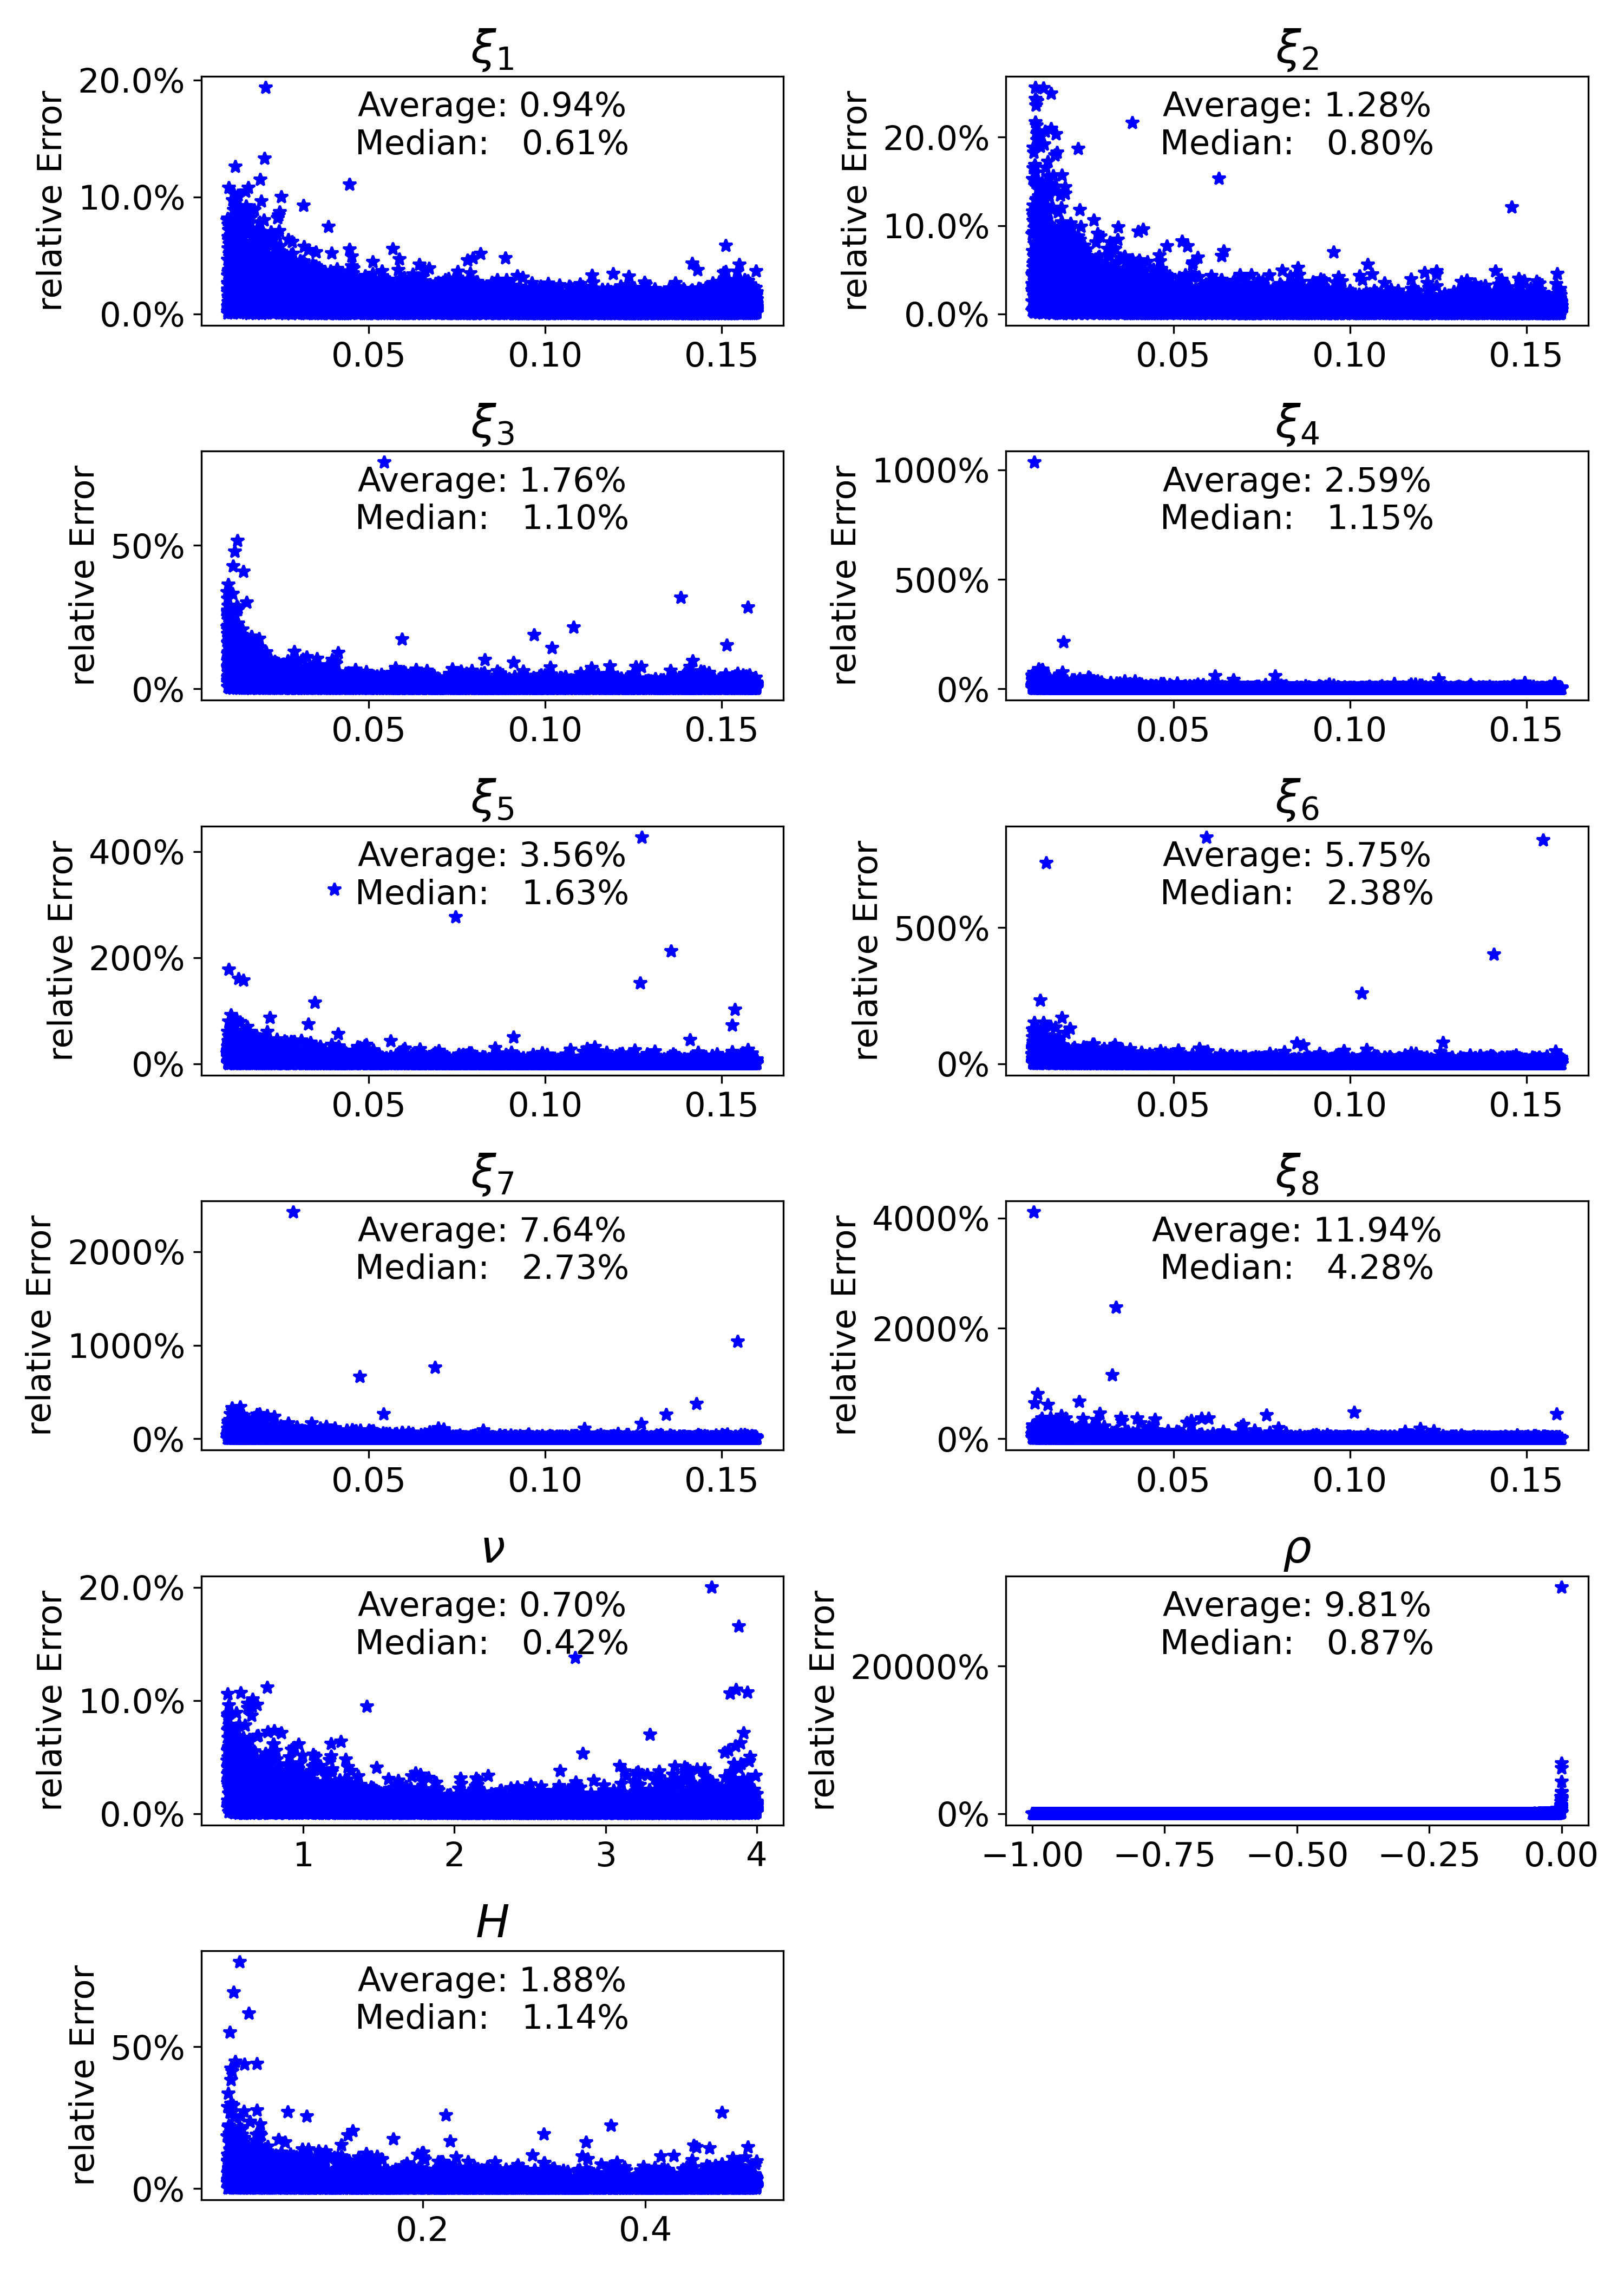 ξ1
20.0%
10.0%
0.0%
relative Error
Average: 0.94%
Median: 0.61%
0.05 0.10 0.15
ξ2
20.0%
10.0%
0.0%
relative Error
Average: 1.28%
Median: 0.80%
0.05 0.10 0.15
ξ3
50%
0%
relative Error
Average: 1.76%
Median: 1.10%
0.05 0.10 0.15
ξ4
1000%
500%
0%
relative Error
Average: 2.59%
Median: 1.15%
0.05 0.10 0.15
ξ5
400%
200%
0%
relative Error
Average: 3.56%
Median: 1.63%
0.05 0.10 0.15
ξ6
500%
0%
relative Error
Average: 5.75%
Median: 2.38%
0.05 0.10 0.15
ξ7
2000%
1000%
0%
relative Error
Average: 7.64%
Median: 2.73%
0.05 0.10 0.15
ξ8
4000%
2000%
0%
relative Error
Average: 11.94%
Median: 4.28%
0.05 0.10 0.15
ν
20.0%
10.0%
0.0%
relative Error
Average: 0.70%
Median: 0.42%
1 2 3 4
ρ
20000%
0%
relative Error
Average: 9.81%
Median: 0.87%
−1.00 −0.75 −0.50 −0.25 0.00
H
50%
0%
relative Error
Average: 1.88%
Median: 1.14%
0.2 0.4